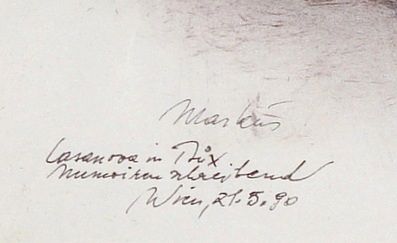 Markus
Casanova in Dux
Memoiren schreibend
Wien, 21.5.90